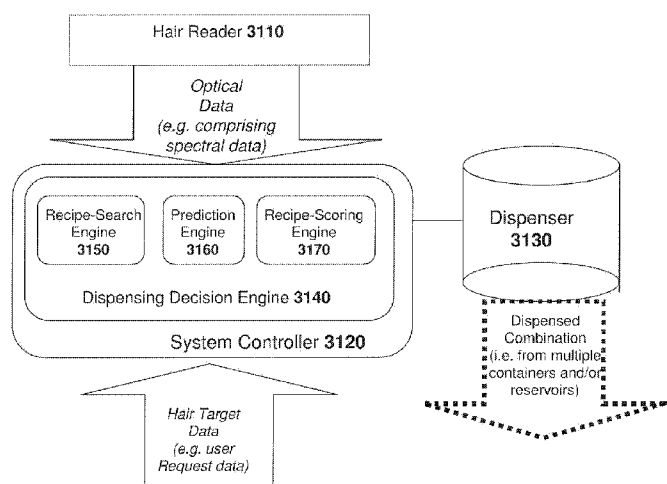 Hair Reader 3110
Optical
Data
(e.g. comprising
spectral data)
Recipe-Search
Engine
3150
Prediction
Engine
3160
Recipe-Scoring
Engine
3170
Dispensing Decision Engine 3140
System Controller 3120
Dispenser
3130
Dispensed
Combination
(i.e. from multiple
containers and/or
reservoirs)
Hair Target
Data
(e.g. user
Request data)